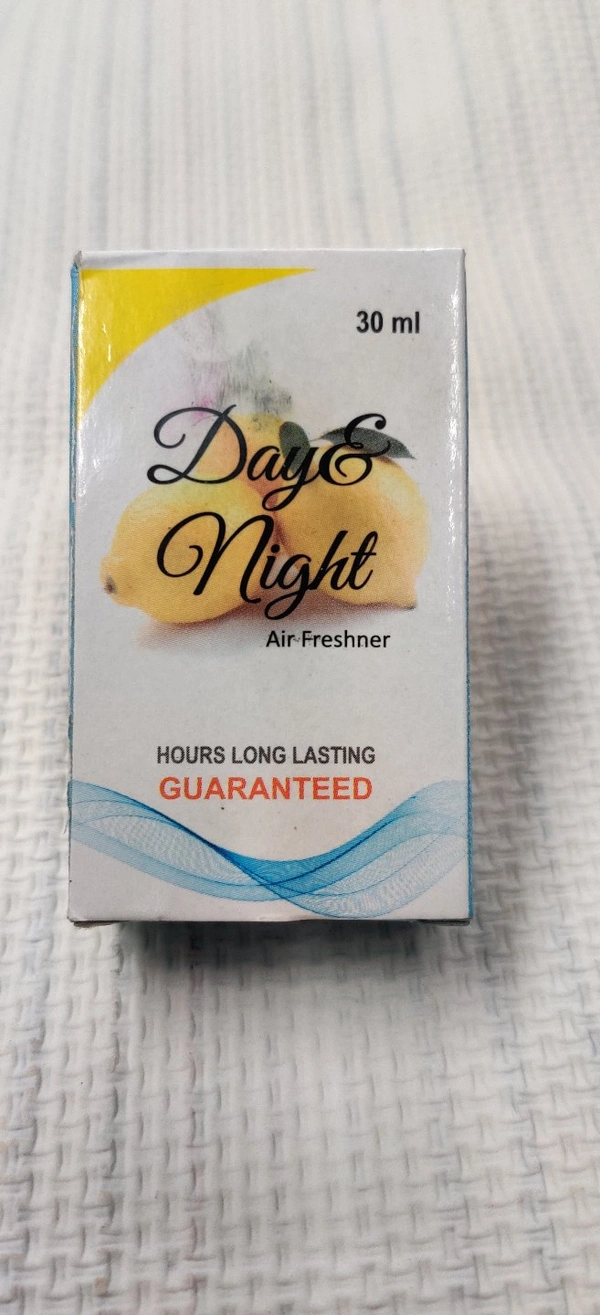 30 ml
Day &
Night
Air Freshner
HOURS LONG LASTING
GUARANTEED